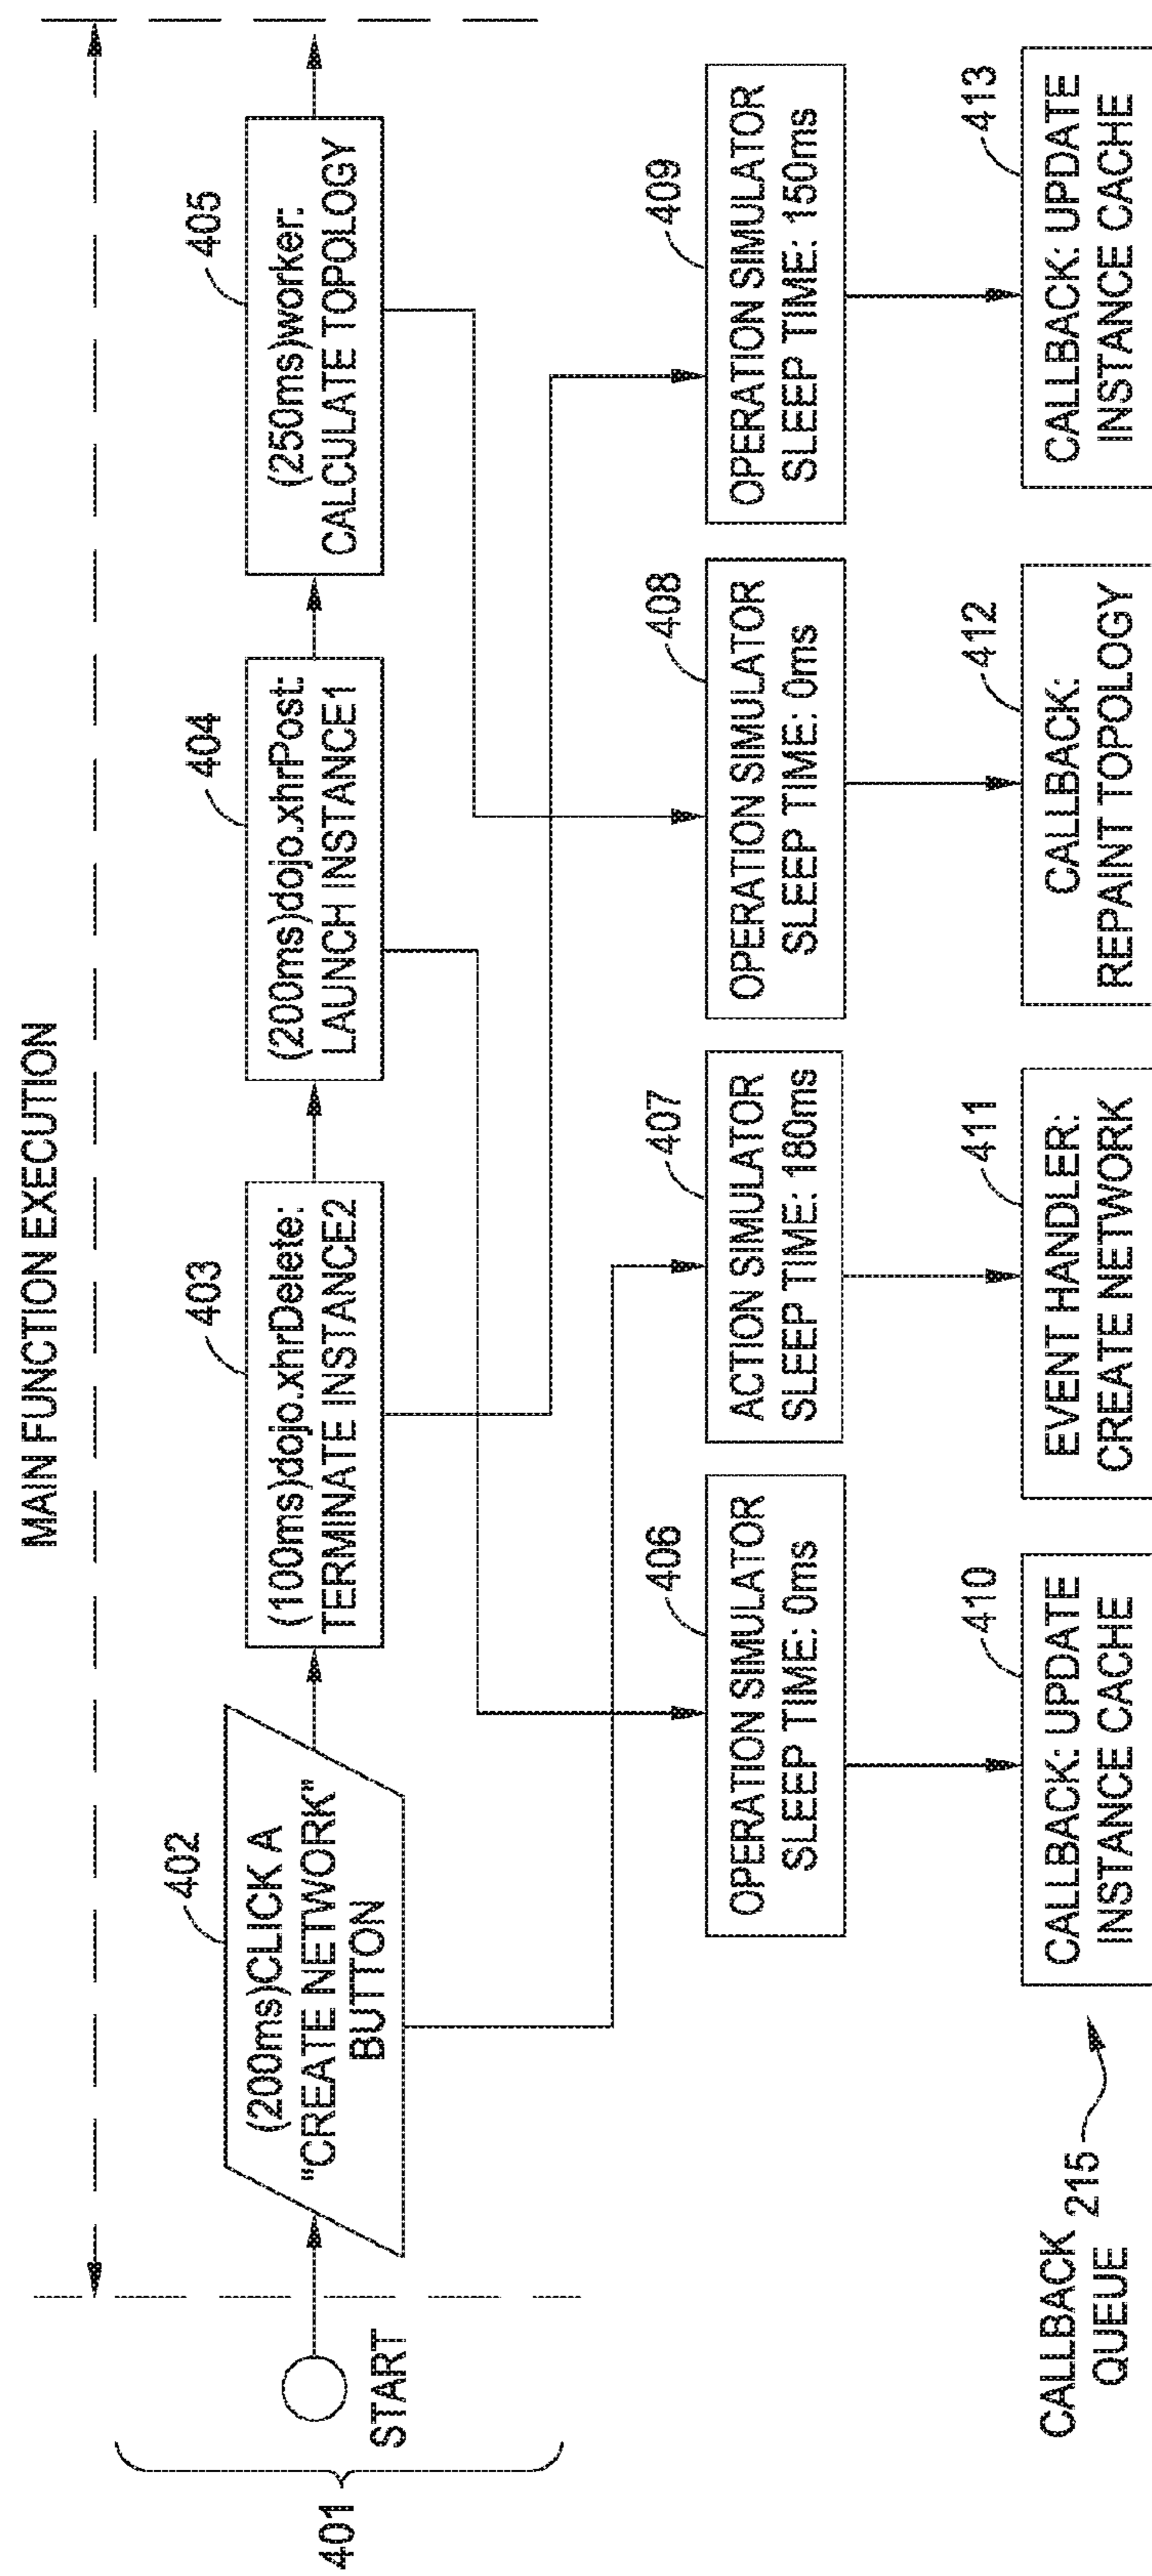 MAIN FUNCTION EXECUTION
401
START
402
(200ms)CLICK A
"CREATE NETWORK"
BUTTON
403
(100ms)dojo.xhrDelete:
TERMINATE INSTANCE2
404
(200ms)dojo.xhrPost:
LAUNCH INSTANCE1
405
(250ms)worker:
CALCULATE TOPOLOGY
406
OPERATION SIMULATOR
SLEEP TIME: 0ms
407
ACTION SIMULATOR
SLEEP TIME: 180ms
408
OPERATION SIMULATOR
SLEEP TIME: 0ms
409
OPERATION SIMULATOR
SLEEP TIME: 150ms
CALLBACK 215
QUEUE
410
CALLBACK: UPDATE
INSTANCE CACHE
411
EVENT HANDLER:
CREATE NETWORK
412
CALLBACK:
REPAINT TOPOLOGY
413
CALLBACK: UPDATE
INSTANCE CACHE